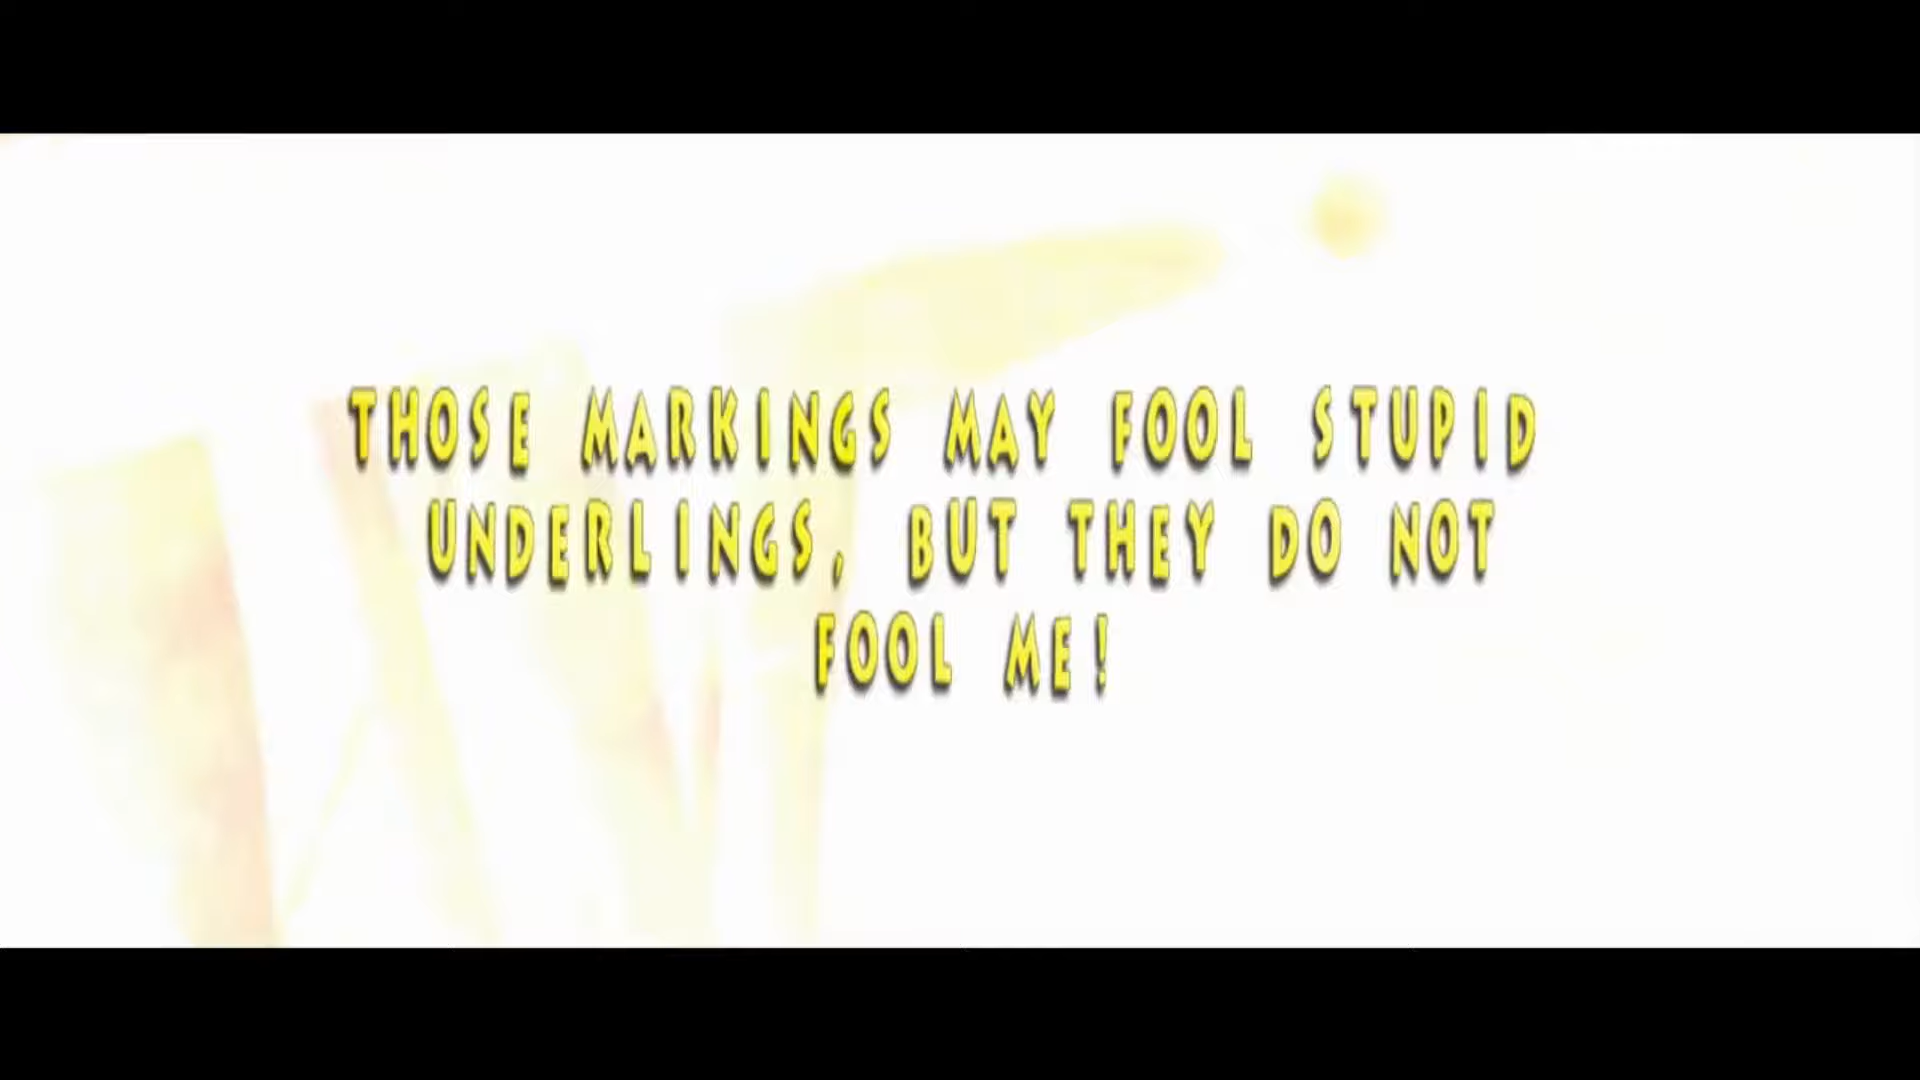 THOSE MARKINGS MAY FOOL STUPID
UNDERLINGS, BUT THEY DO NOT
FOOL ME!